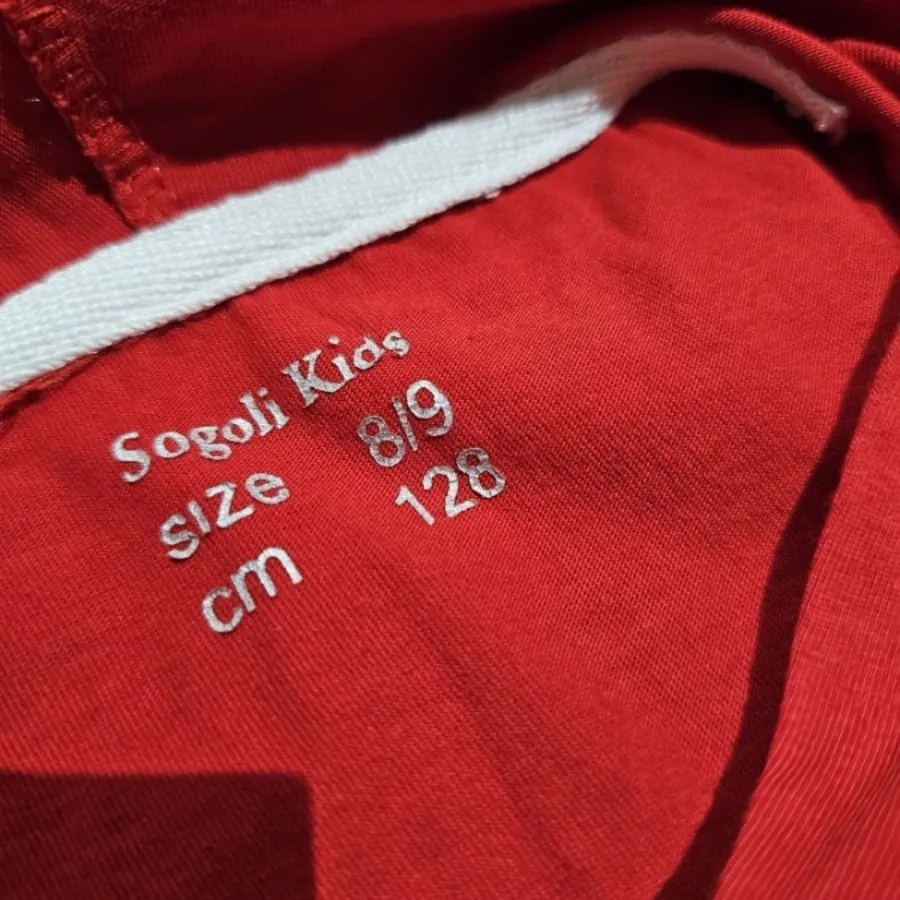 Sogoli Kids
size 8/9
cm 128